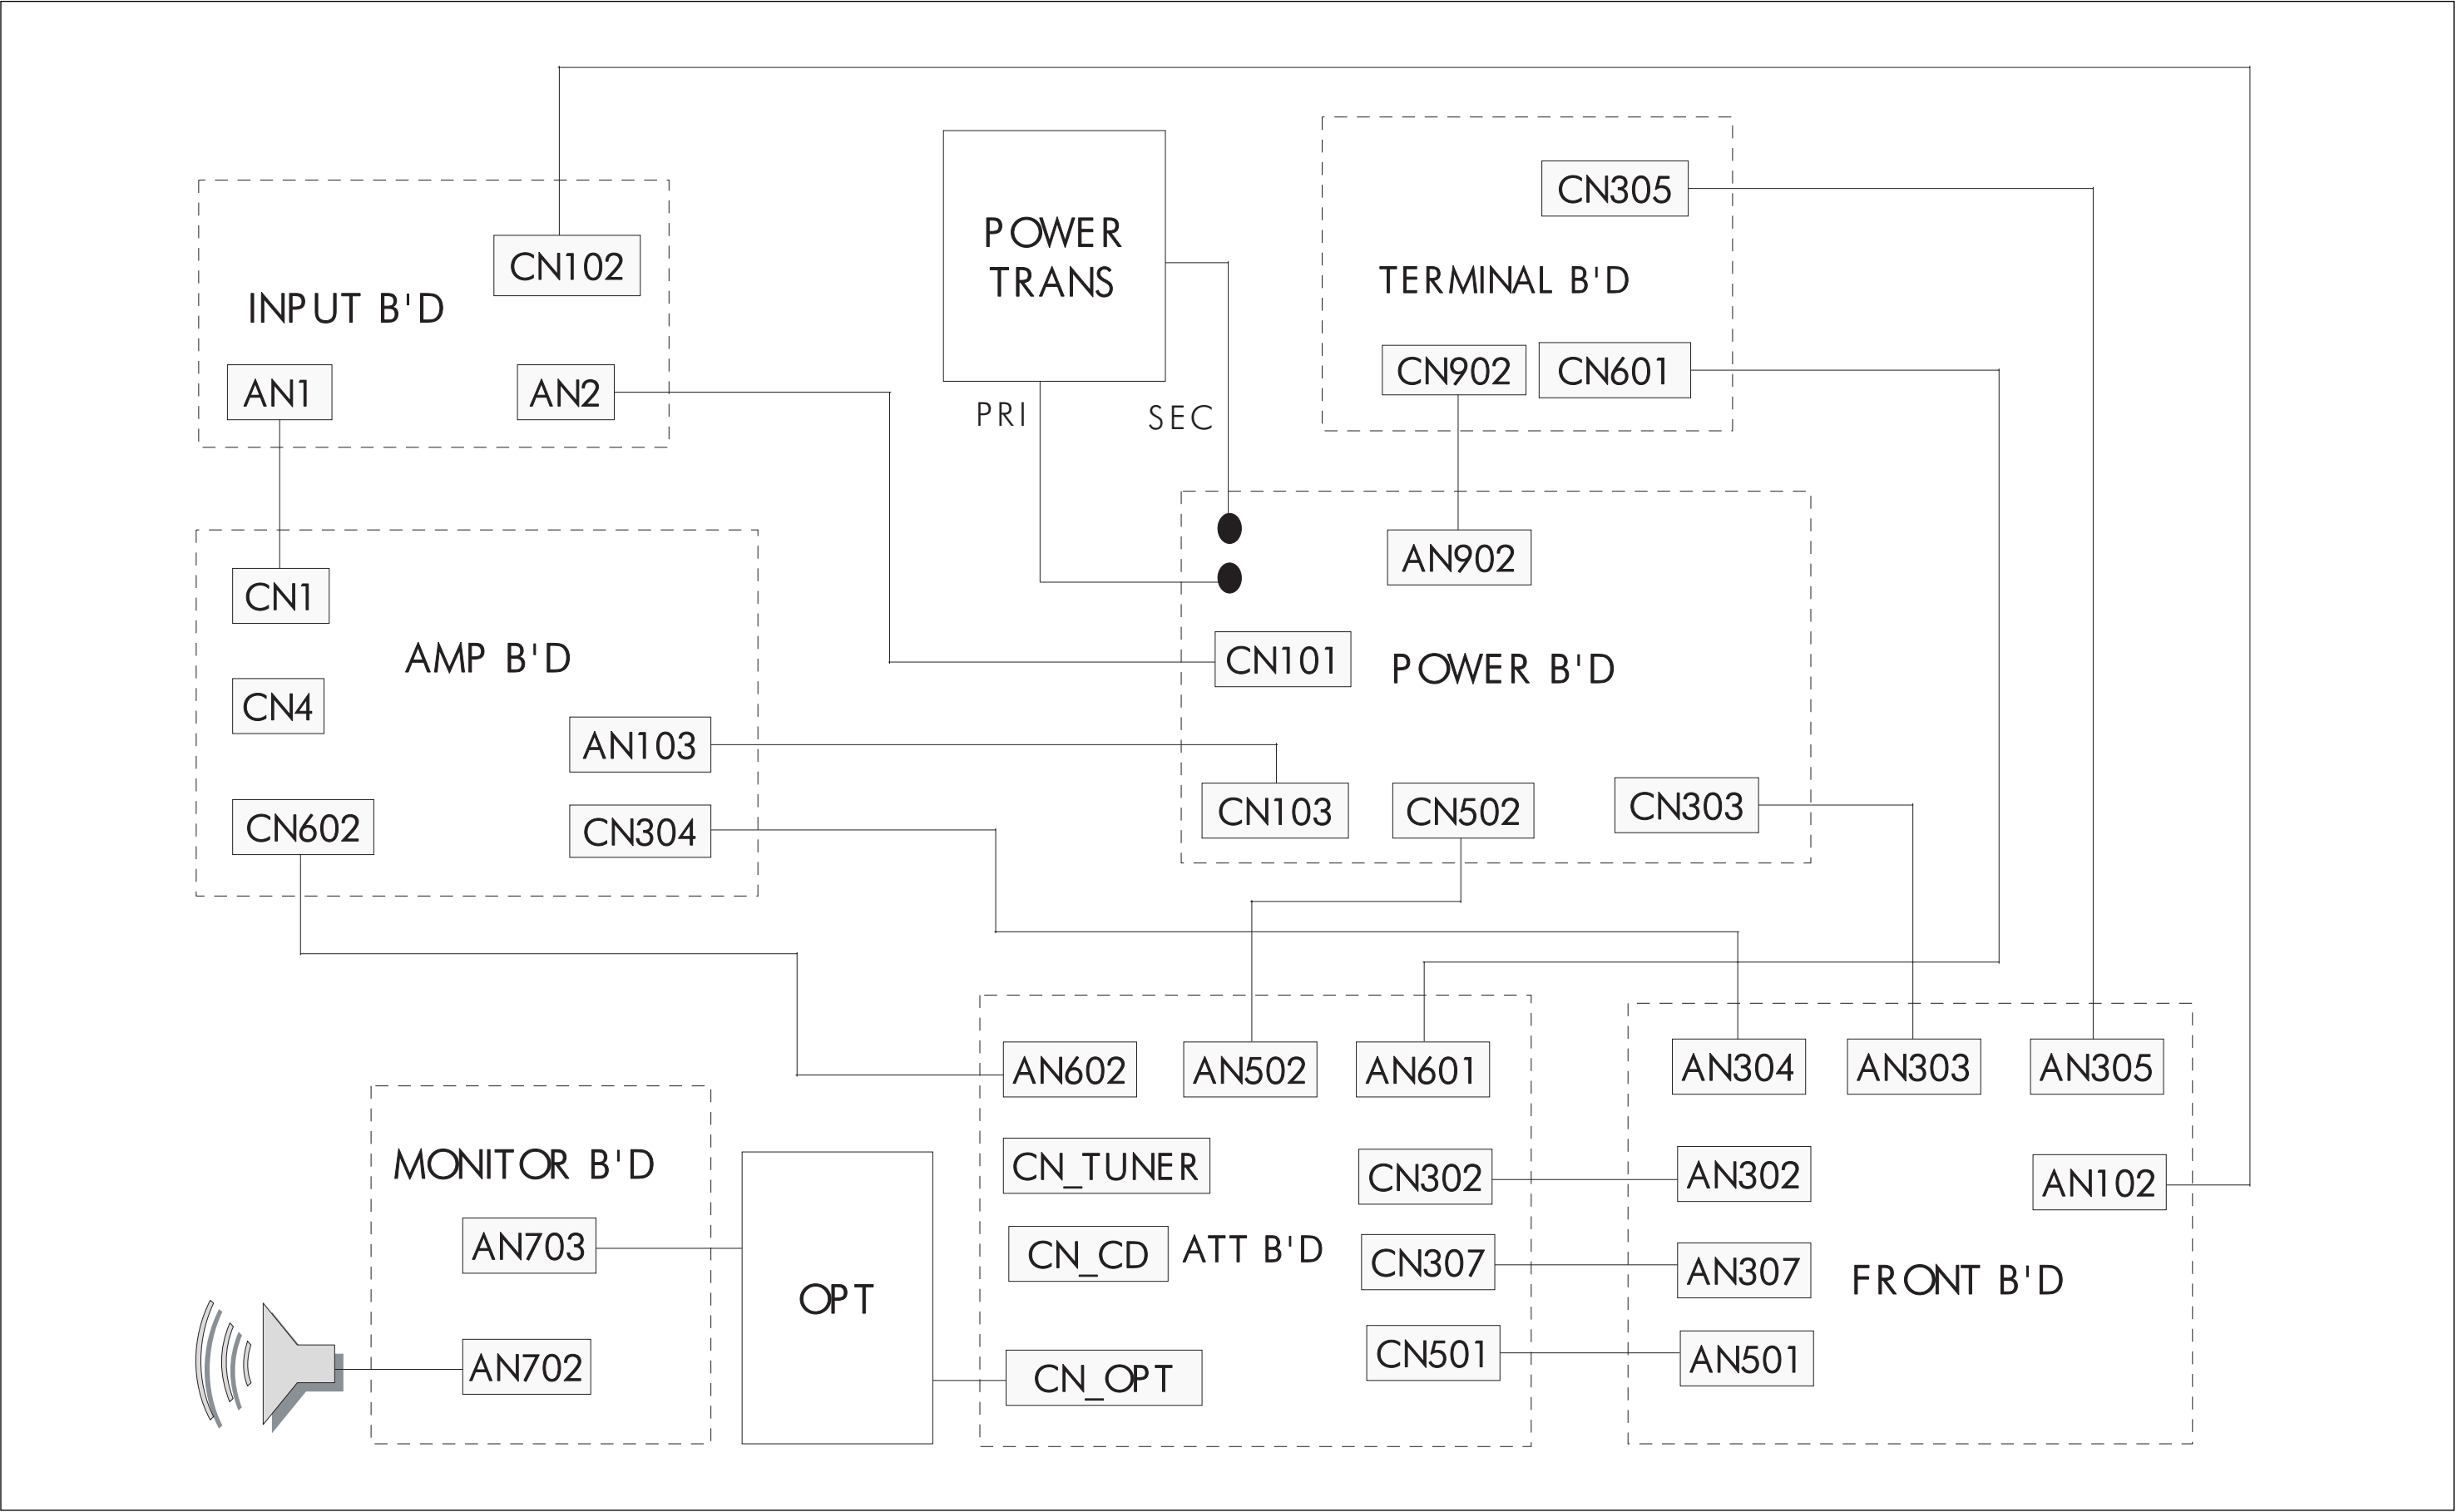 POWER
TRANS
PRI
SEC
CN305
TERMINAL B'D
CN902
CN601
CN102
INPUT B'D
AN1
AN2
CN1
AMP B'D
CN4
AN103
CN602
CN304
AN902
CN101
POWER B'D
CN103
CN502
CN303
AN602
AN502
AN601
CN_TUNER
CN302
CN_CD
ATT B'D
CN307
CN501
CN_OPT
AN304
AN303
AN305
AN302
AN102
AN307
FRONT B'D
AN501
MONITOR B'D
AN703
AN702
OPT